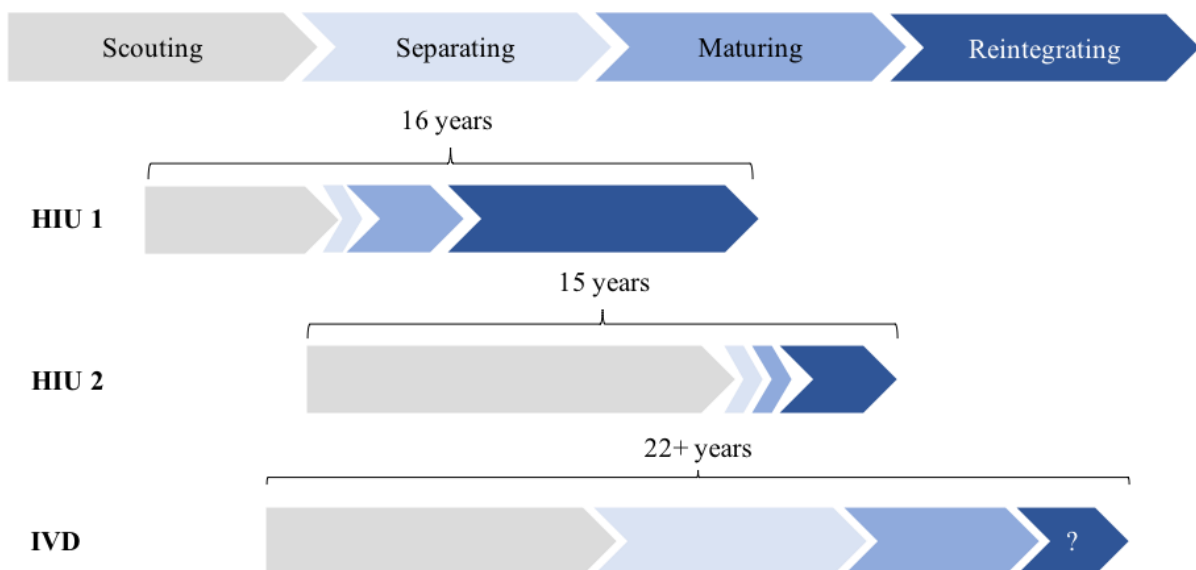 Scouting Separating Maturing Reintegrating
16 years
HIU 1
15 years
HIU 2
22+ years
IVD ?